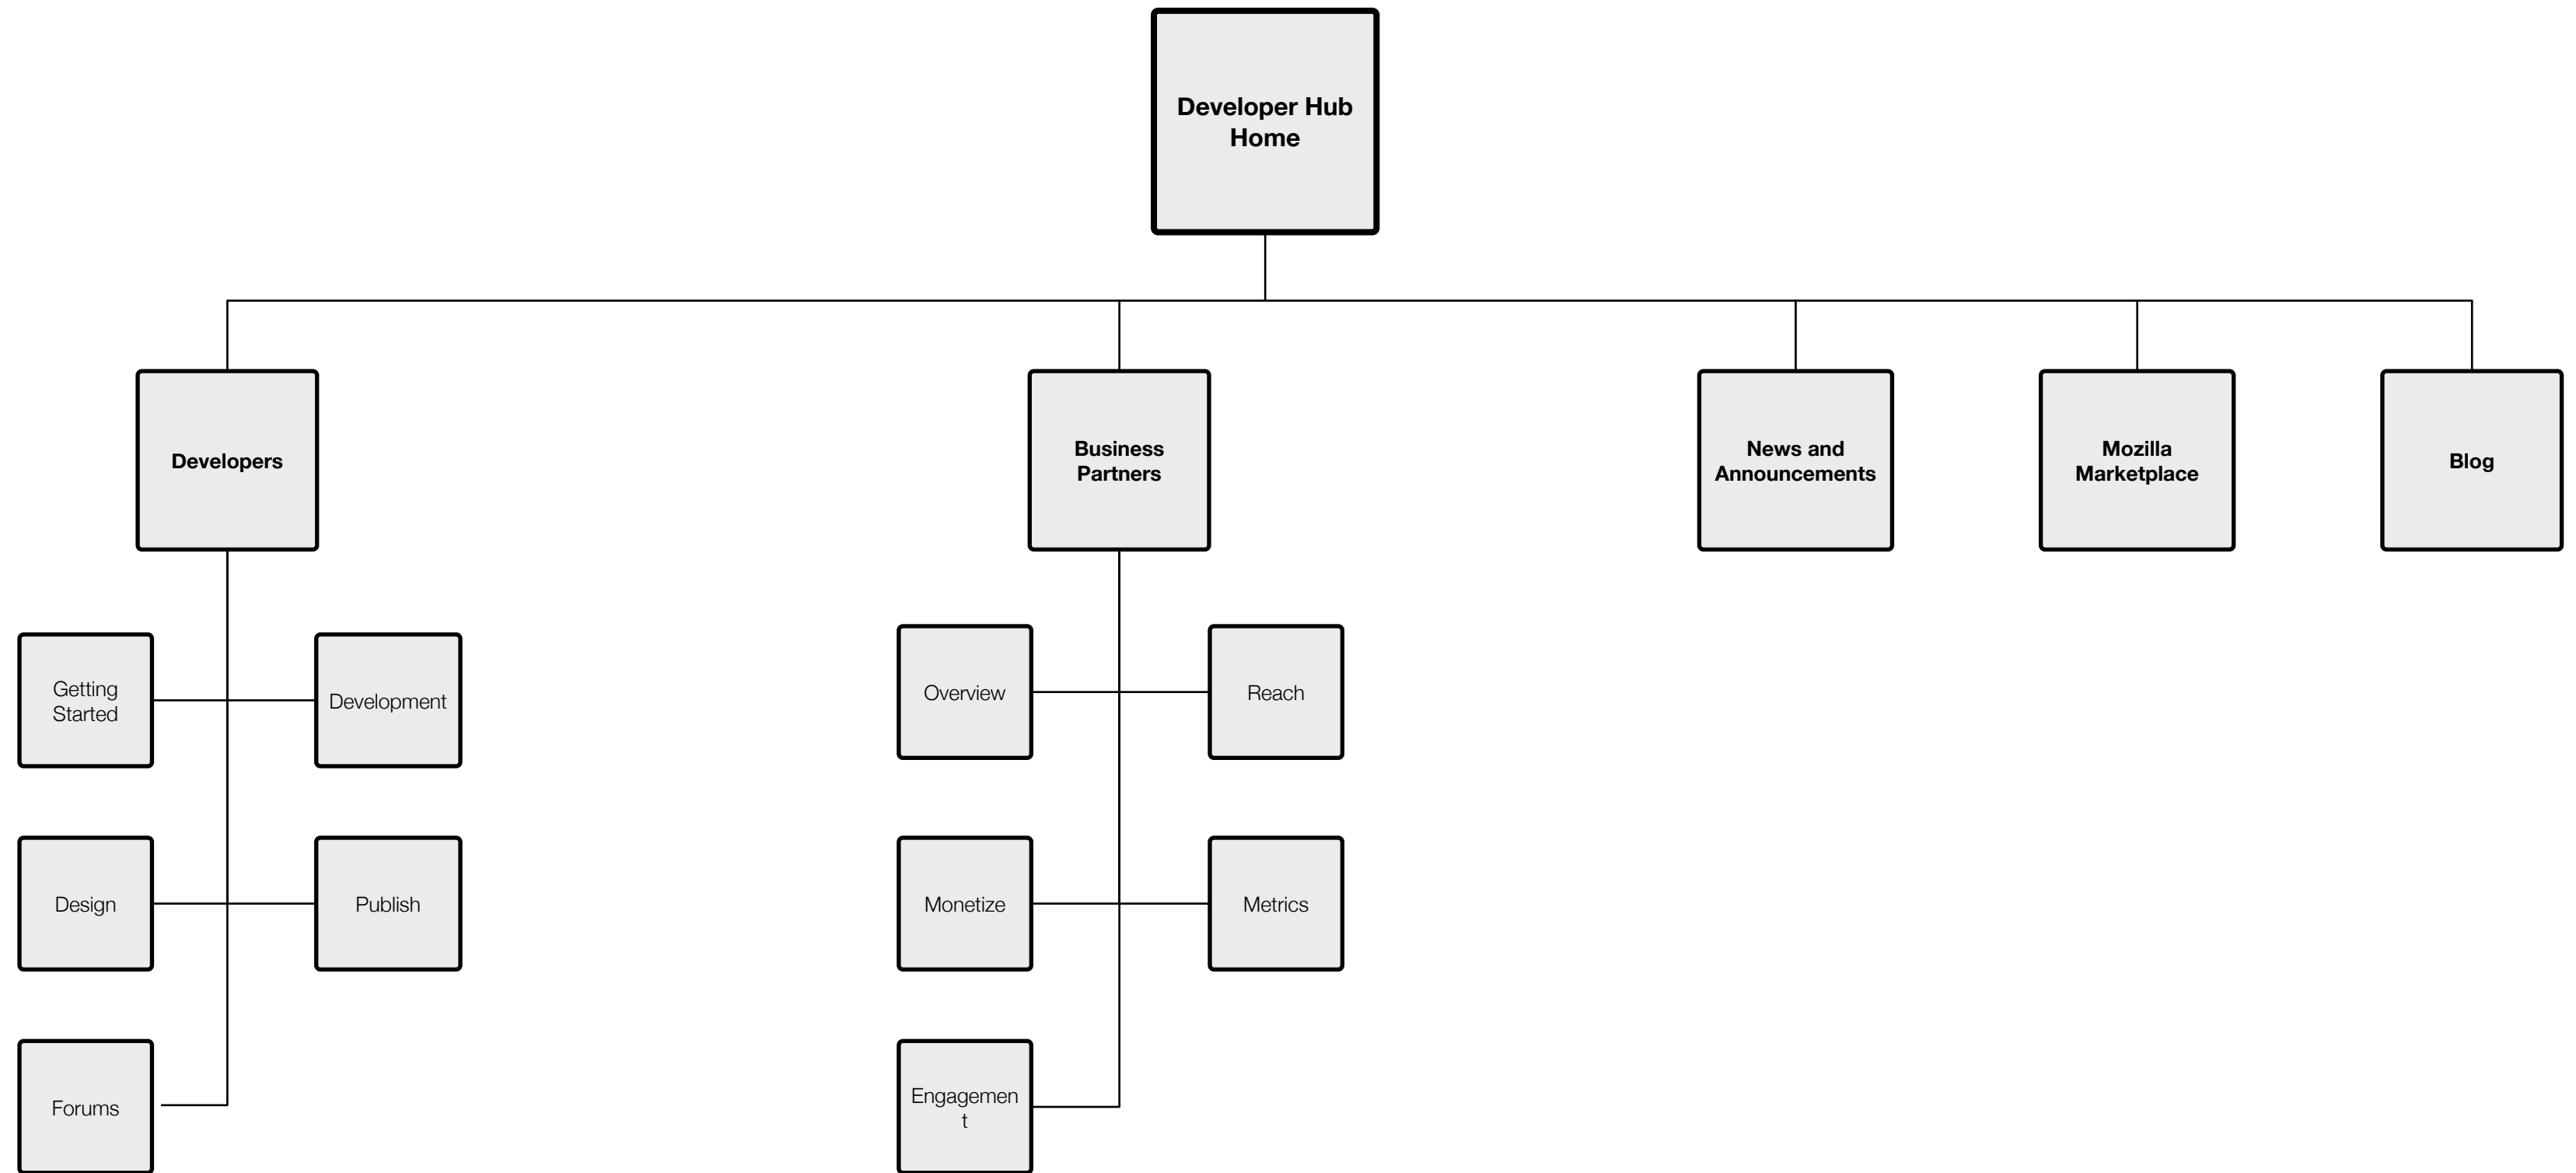 Developer Hub
Home
Developers
Business
Partners
News and
Announcements
Mozilla
Marketplace
Blog
Getting
Started
Development
Overview
Reach
Design
Publish
Monetize
Metrics
Forums
Engagemen
t